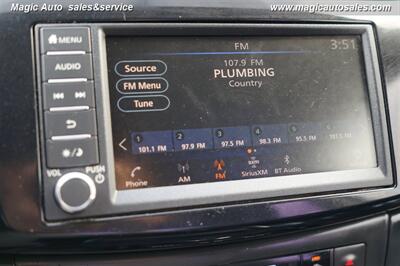 Magic Auto sales&service
www.magicautosales.com
MENU
FM
3:51
AUDIO
Source
107.9 FM
PLUMBING
FM Menu
Country
Tune
1 2 3 4 5 6
101.1 FM 97.9 FM 97.5 FM 98.3 FM 95.5 FM
VOL PUSH
Phone AM FM SiriusXM BT Audio